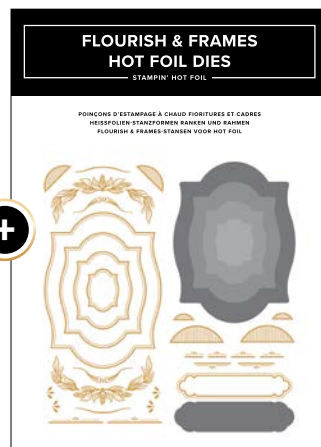 FLOURISH & FRAMES
HOT FOIL DIES
STAMPIN' HOT FOIL
POINÇONS D'ESTAMPAGE À CHAUD FIORITURES ET CADRES
HEISSFOLIEN-STANZFORMEN RANKEN UND RAHMEN
FLOURISH & FRAMES-STANSEN VOOR HOT FOIL
+